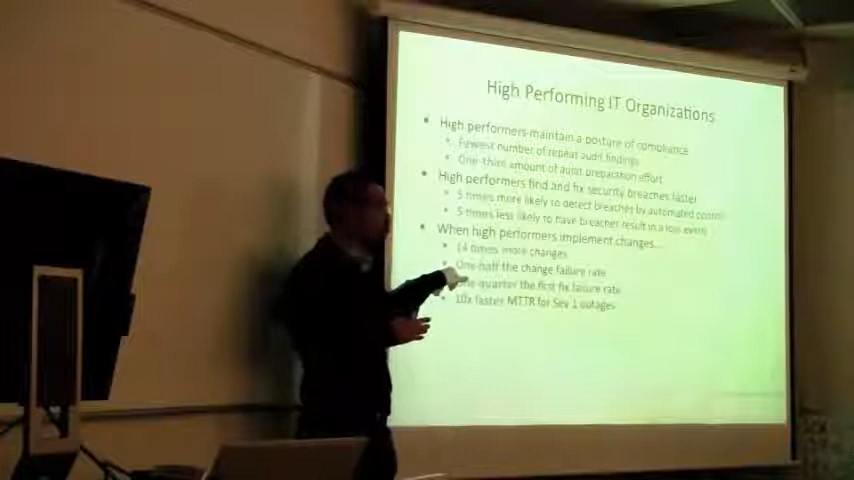 High Performing IT Organizations
• High performers maintain a posture of compliance
• Fewest number of repeat audit findings
• One-third amount of audit preparation effort
• High performers find and fix security breaches faster
• 5 times more likely to detect breaches by automated control
• 5 times less likely to have breaches result in a loss event
• When high performers implement changes...
• 14 times more changes
• One-half the change failure rate
• One-quarter the first fix failure rate
• 10x faster MTTR for Sev 1 outages